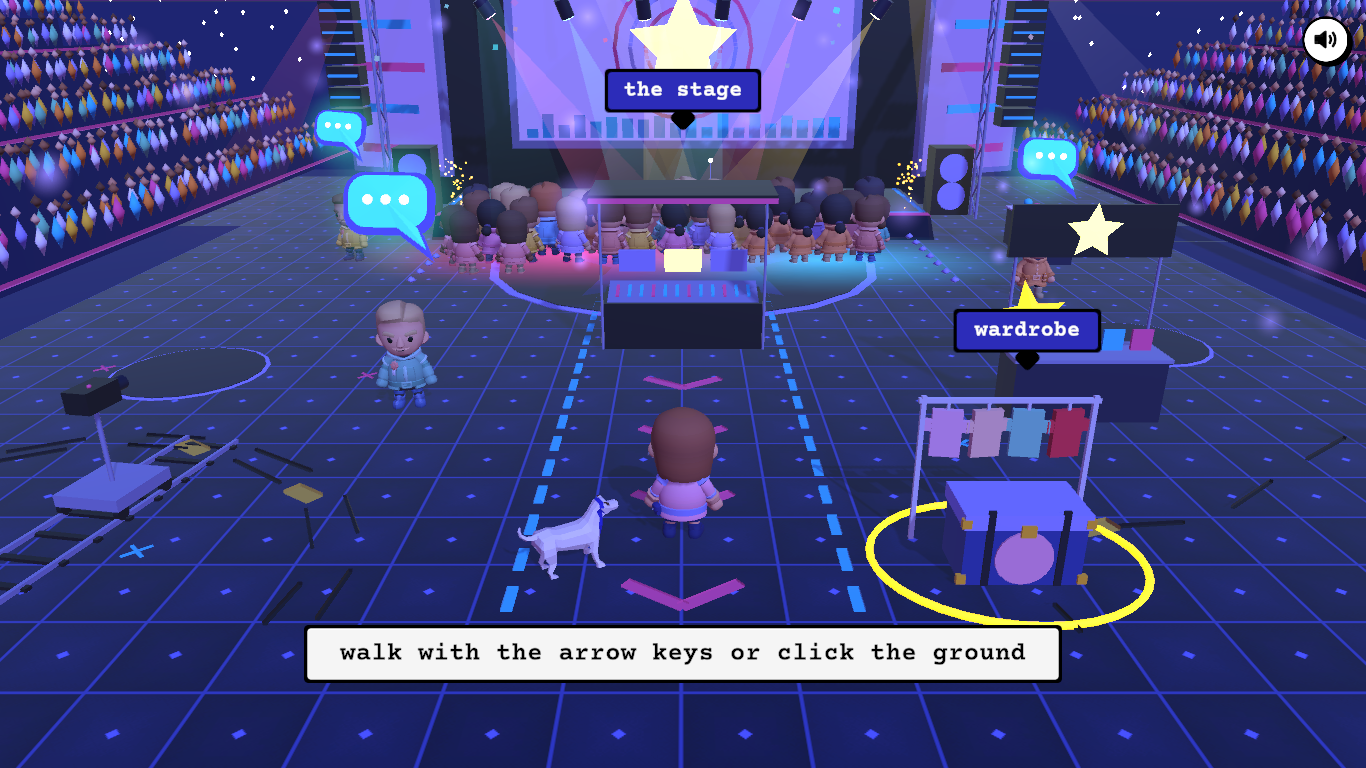 the stage
wardrobe
walk with the arrow keys or click the ground